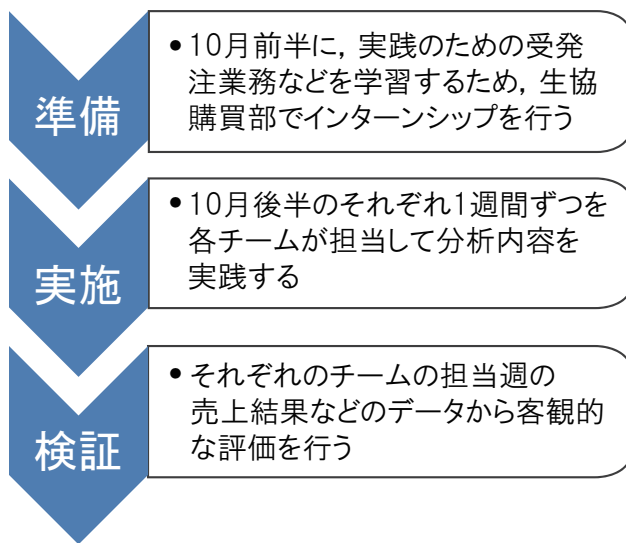 準備
•10月前半に，実践のための受発
注業務などを学習するため，生協
購買部でインターンシップを行う
実施
•10月後半のそれぞれ1週間ずつを
各チームが担当して分析内容を
実践する
検証
•それぞれのチームの担当週の
売上結果などのデータから客観的
な評価を行う